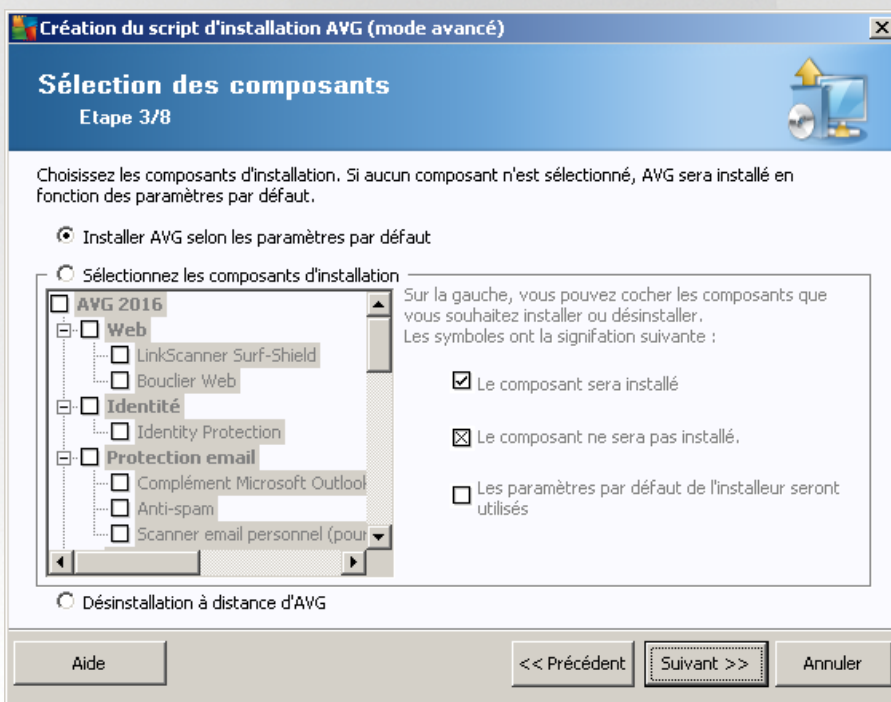 Création du script d'installation AVG (mode avancé)
Sélection des composants
Etape 3/8
Choisissez les composants d'installation. Si aucun composant n'est sélectionné, AVG sera installé en
fonction des paramètres par défaut.
Installer AVG selon les paramètres par défaut
Sélectionnez les composants d'installation
AVG 2016
Web
LinkScanner Surf-Shield
Bouclier Web
Identité
Identity Protection
Protection email
Complément Microsoft Outlook
Anti-spam
Scanner email personnel (pour
Sur la gauche, vous pouvez cocher les composants que
vous souhaitez installer ou désinstaller.
Les symboles ont la signifation suivante :
Le composant sera installé
Le composant ne sera pas installé.
Les paramètres par défaut de l'installeur seront
utilisés
Désinstallation à distance d'AVG
Aide
<< Précédent
Suivant >>
Annuler